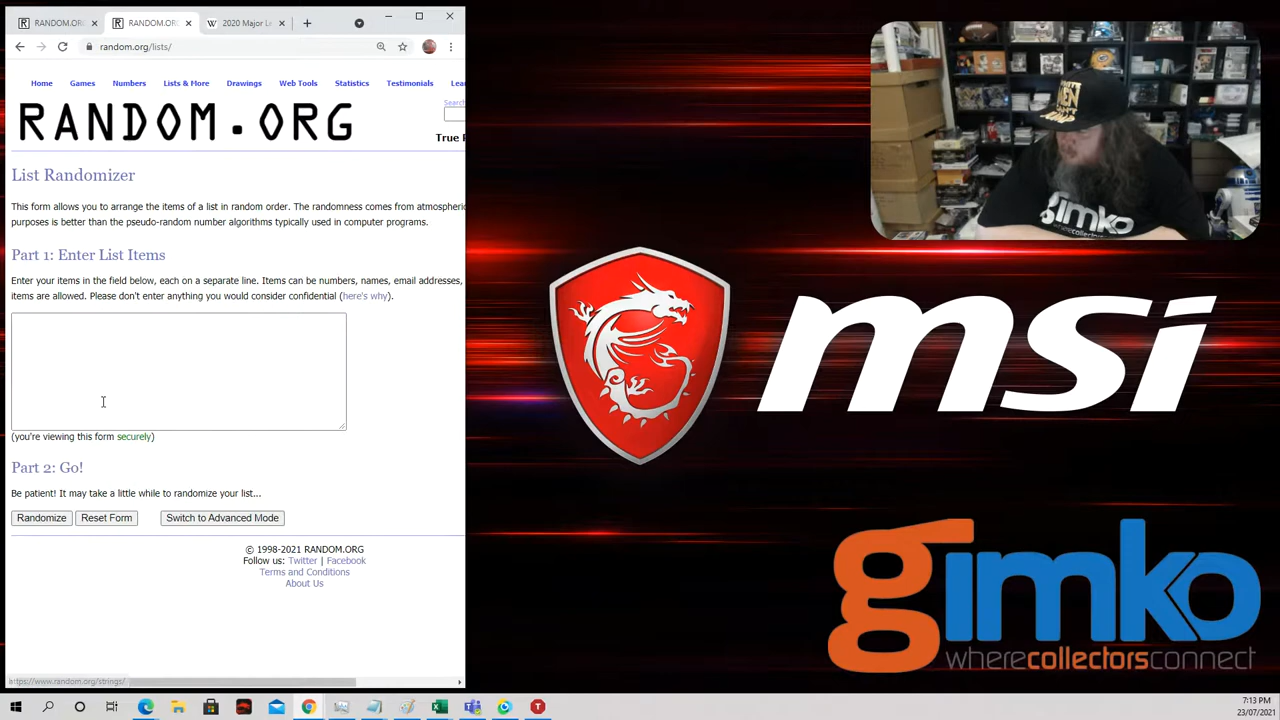 RANDOM.ORG
RANDOM.ORG
2020 Major L
random.org/lists/
Home Games Numbers Lists & More Drawings Web Tools Statistics Testimonials Lea
RANDOM.ORG
Search
True
List Randomizer
This form allows you to arrange the items of a list in random order. The randomness comes from atmospheric
purposes is better than the pseudo-random number algorithms typically used in computer programs.
Part 1: Enter List Items
Enter your items in the field below, each on a separate line. Items can be numbers, names, email addresses,
items are allowed. Please don't enter anything you would consider confidential (here's why).
(you're viewing this form securely)
Part 2: Go!
Be patient! It may take a little while to randomize your list...
Randomize Reset Form Switch to Advanced Mode
© 1998-2021 RANDOM.ORG
Follow us: Twitter | Facebook
Terms and Conditions
About Us
https://www.random.org/strings/
msi
gimko
wherecollectorsconnect
gimko
7:13 PM
23/07/2021